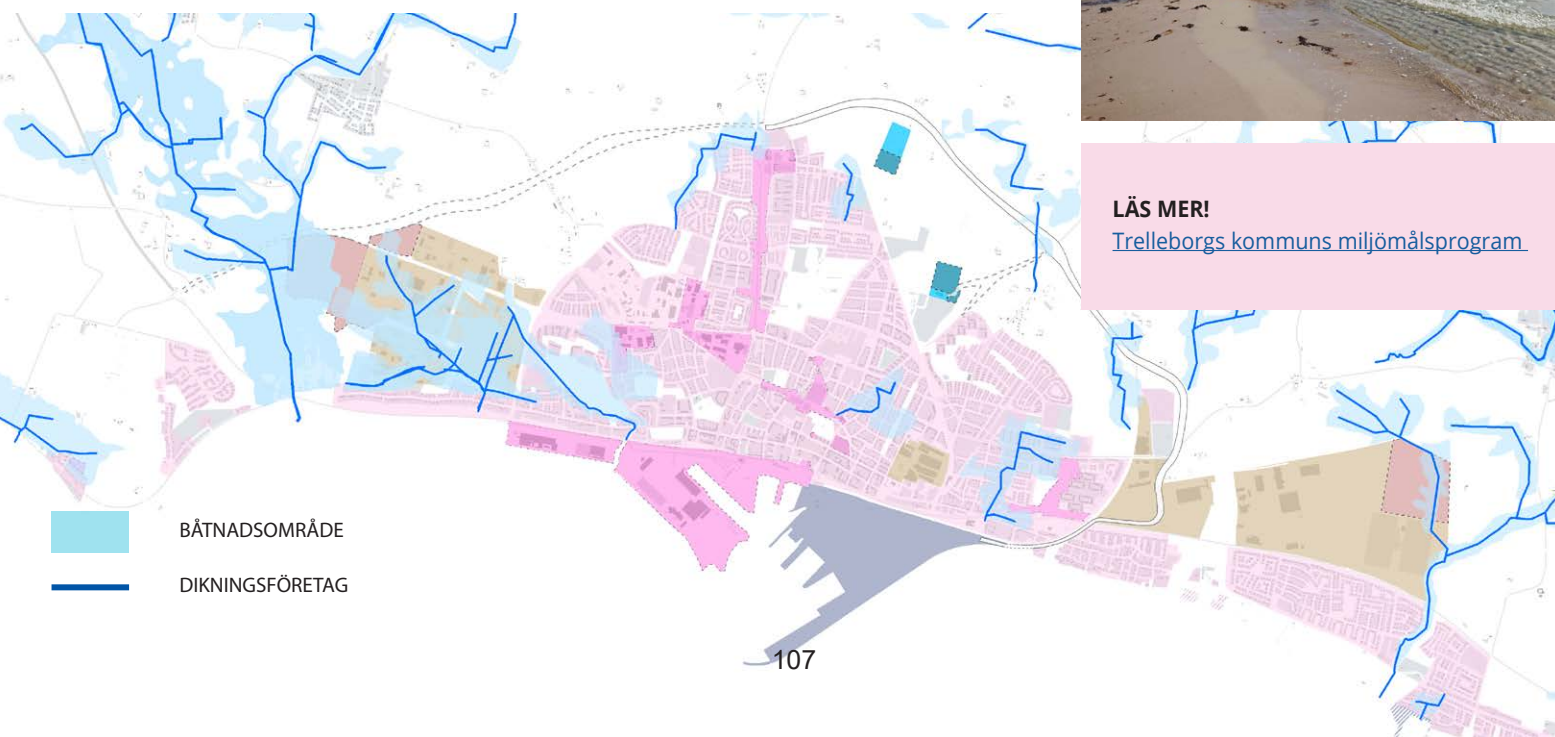 LÄS MER!
Trelleborgs kommuns miljömålsprogram
BÅTNADSOMRÅDE
DIKNINGSFÖRETAG
107